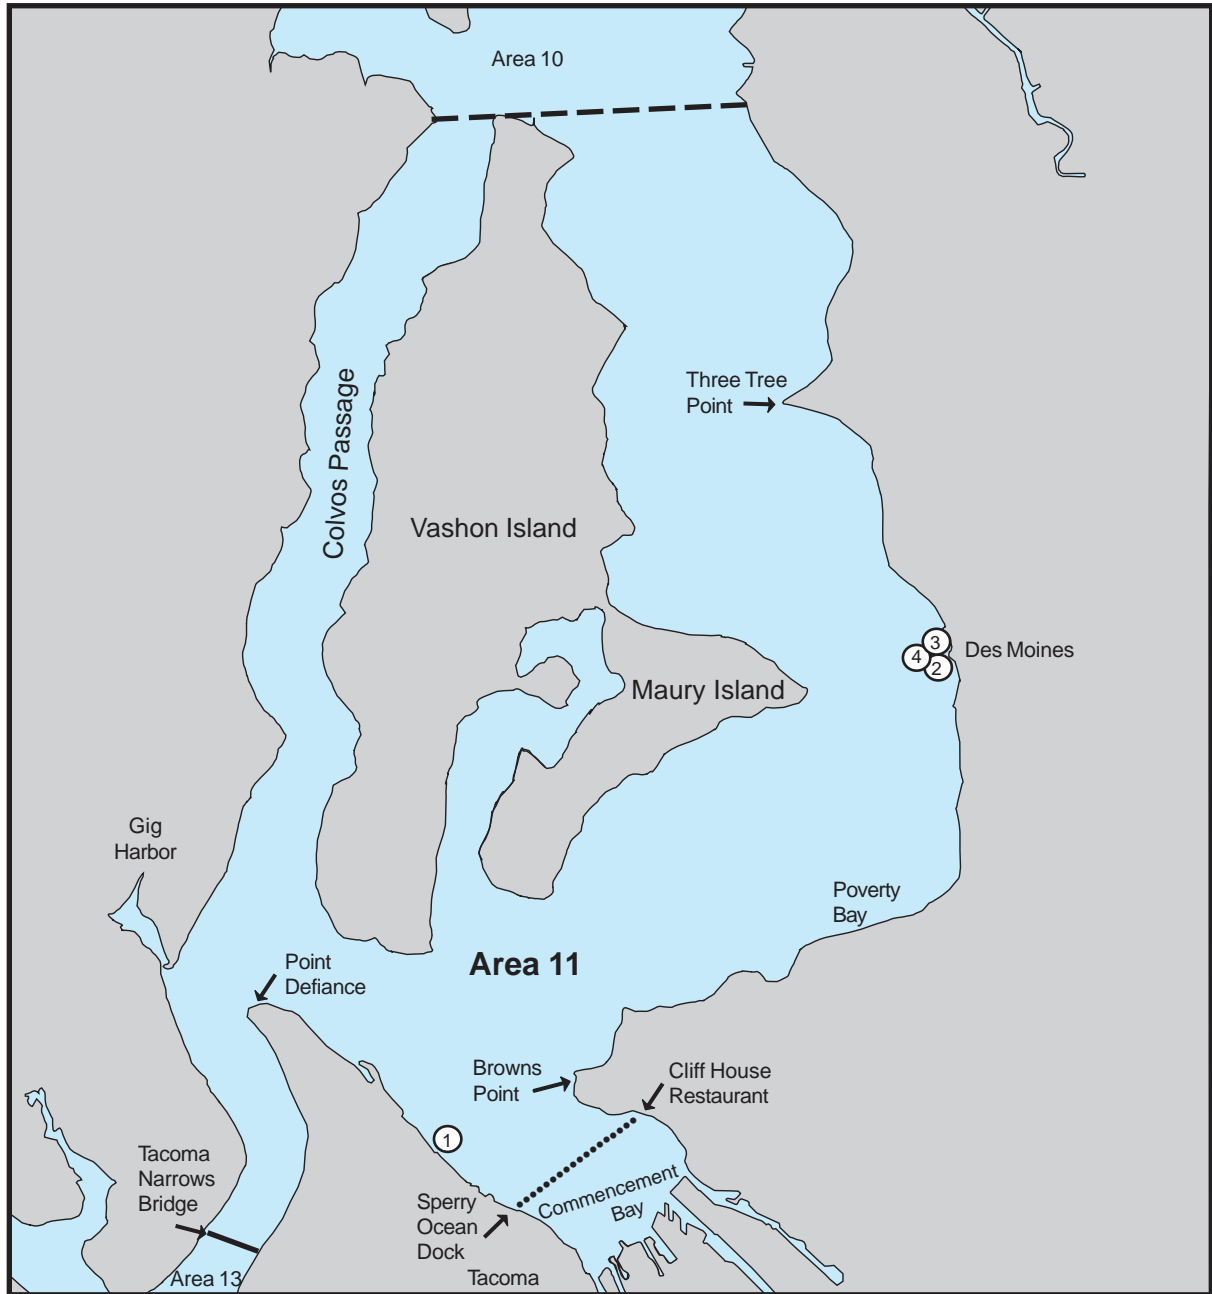 Area 10
Three Tree
Point
Colvos Passage
Vashon Island
3
4
2
Des Moines
Maury Island
Gig
Harbor
Poverty
Bay
Point
Defiance
Area 11
Browns
Point
Cliff House
Restaurant
1
Tacoma
Narrows
Bridge
Sperry
Ocean
Dock
Commencement
Bay
Area 13
Tacoma